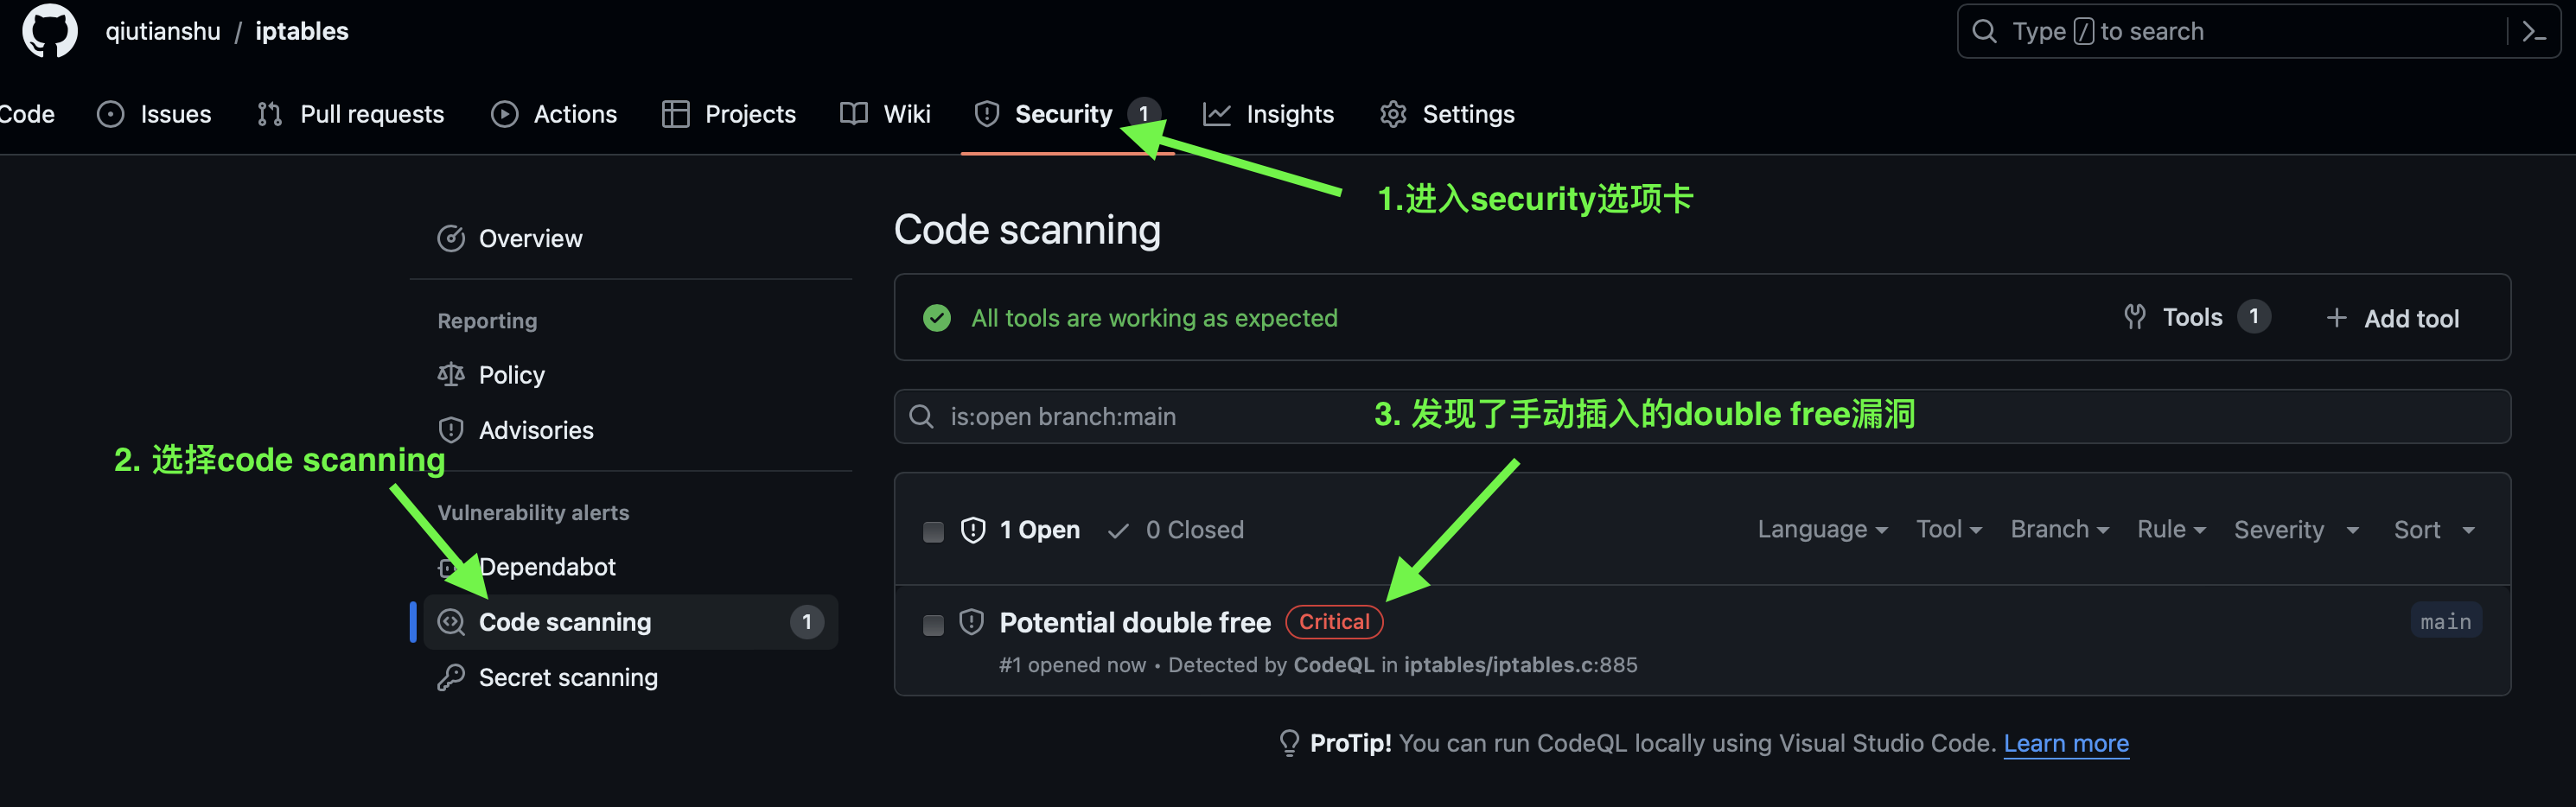 qiutianshu / iptables
Type / to search
Code Issues Pull requests Actions Projects Wiki Security 1 Insights Settings
1.进入security选项卡
Overview
Reporting
Policy
Advisories
2. 选择code scanning
Vulnerability alerts
Dependabot
Code scanning 1
Secret scanning
Code scanning
All tools are working as expected
Tools 1 Add tool
is:open branch:main
3. 发现了手动插入的double free漏洞
1 Open 0 Closed
Language Tool Branch Rule Severity Sort
Potential double free Critical
main
#1 opened now • Detected by CodeQL in iptables/iptables.c:885
ProTip! You can run CodeQL locally using Visual Studio Code. Learn more